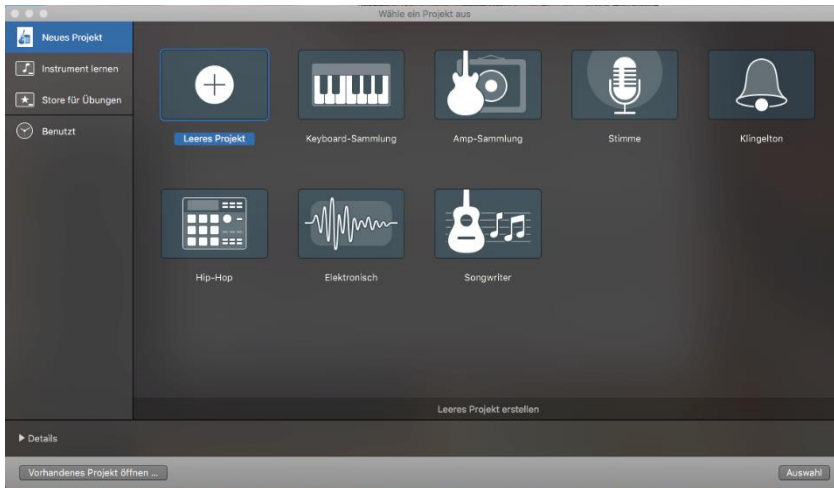 Wähle ein Projekt aus
Neues Projekt
Instrument lernen
Store für Übungen
Benutzt
Leeres Projekt
Keyboard-Sammlung
Amp-Sammlung
Stimme
Klingelton
Hip-Hop
Elektronisch
Songwriter
Leeres Projekt erstellen
Details
Vorhandenes Projekt öffnen ...
Auswahl